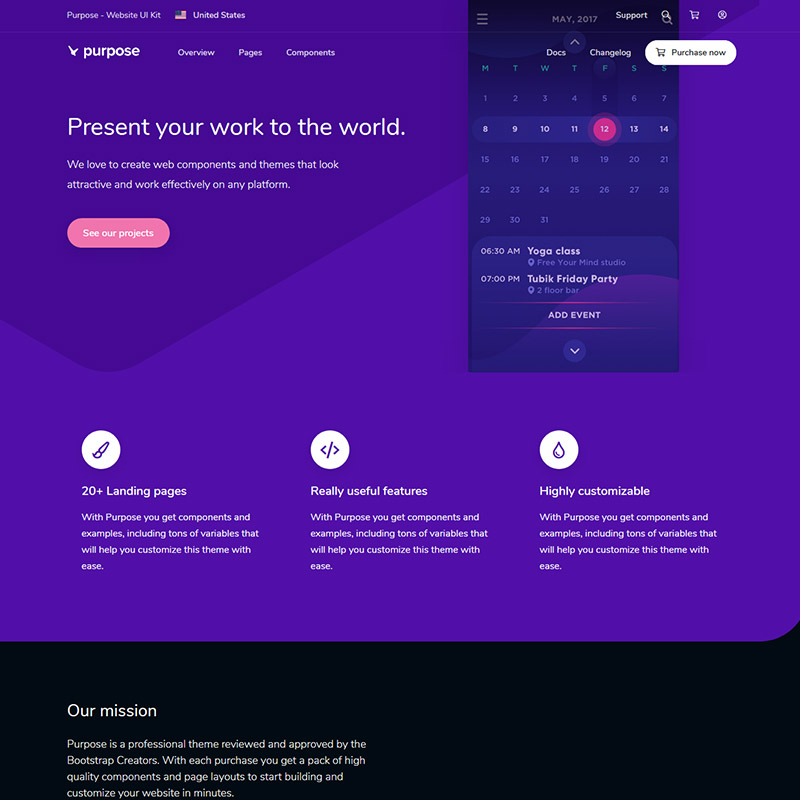 Purpose - Website UI Kit
United States
Support
purpose
Overview
Pages
Components
Docs
Changelog
Purchase now
Present your work to the world.
We love to create web components and themes that look
attractive and work effectively on any platform.
See our projects
MAY, 2017
M T W T F S S
1 2 3 4 5 6 7
8 9 10 11 12 13 14
15 16 17 18 19 20 21
22 23 24 25 26 27 28
29 30 31
06:30 AM Yoga class
Free Your Mind studio
07:00 PM Tubik Friday Party
2 floor bar
ADD EVENT
20+ Landing pages
With Purpose you get components and
examples, including tons of variables that
will help you customize this theme with
ease.
Really useful features
With Purpose you get components and
examples, including tons of variables that
will help you customize this theme with
ease.
Highly customizable
With Purpose you get components and
examples, including tons of variables that
will help you customize this theme with
ease.
Our mission
Purpose is a professional theme reviewed and approved by the
Bootstrap Creators. With each purchase you get a pack of high
quality components and page layouts to start building and
customize your website in minutes.